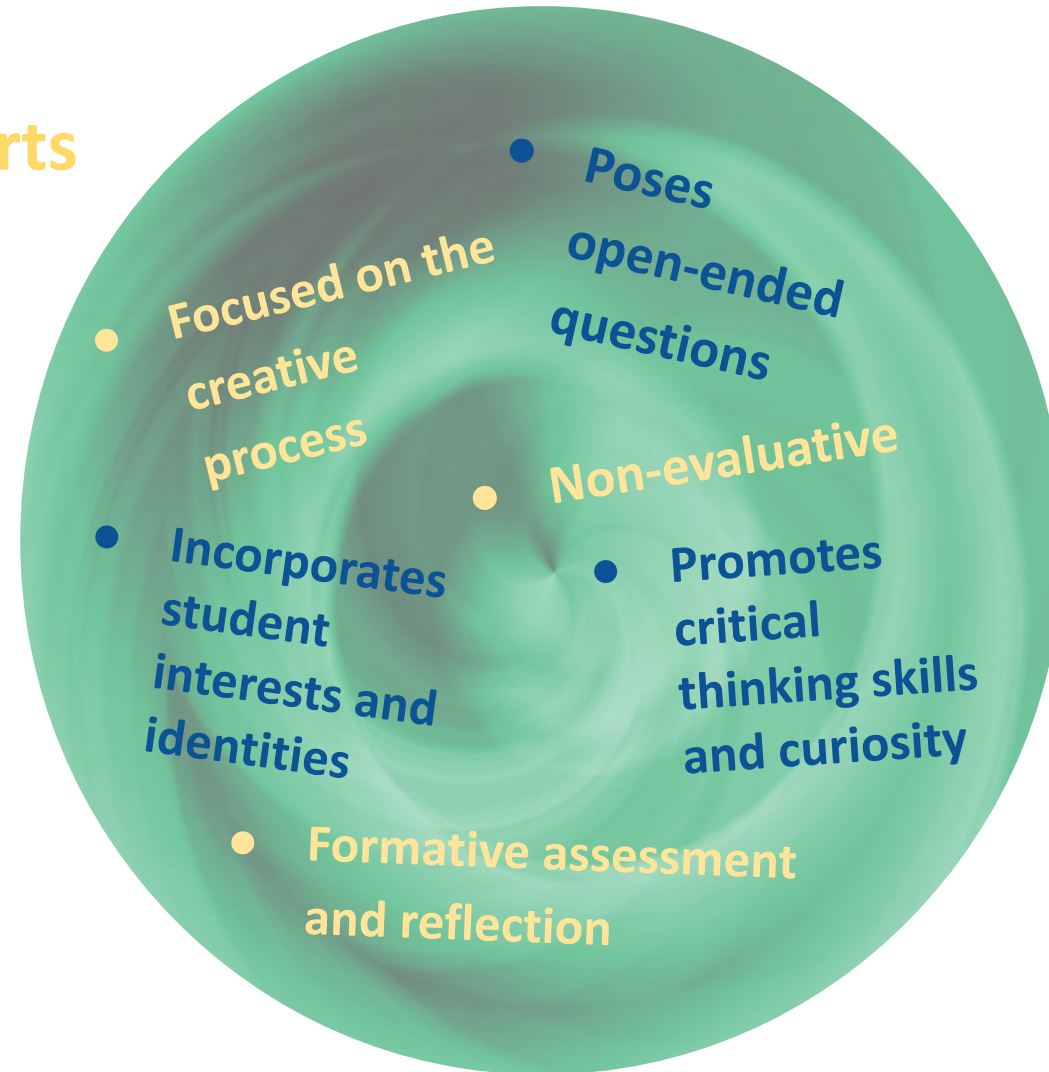 rts
● Poses
open-ended
questions
● Focused on the
creative
process
● Non-evaluative
● Incorporates
student
interests and
identities
● Promotes
critical
thinking skills
and curiosity
● Formative assessment
and reflection